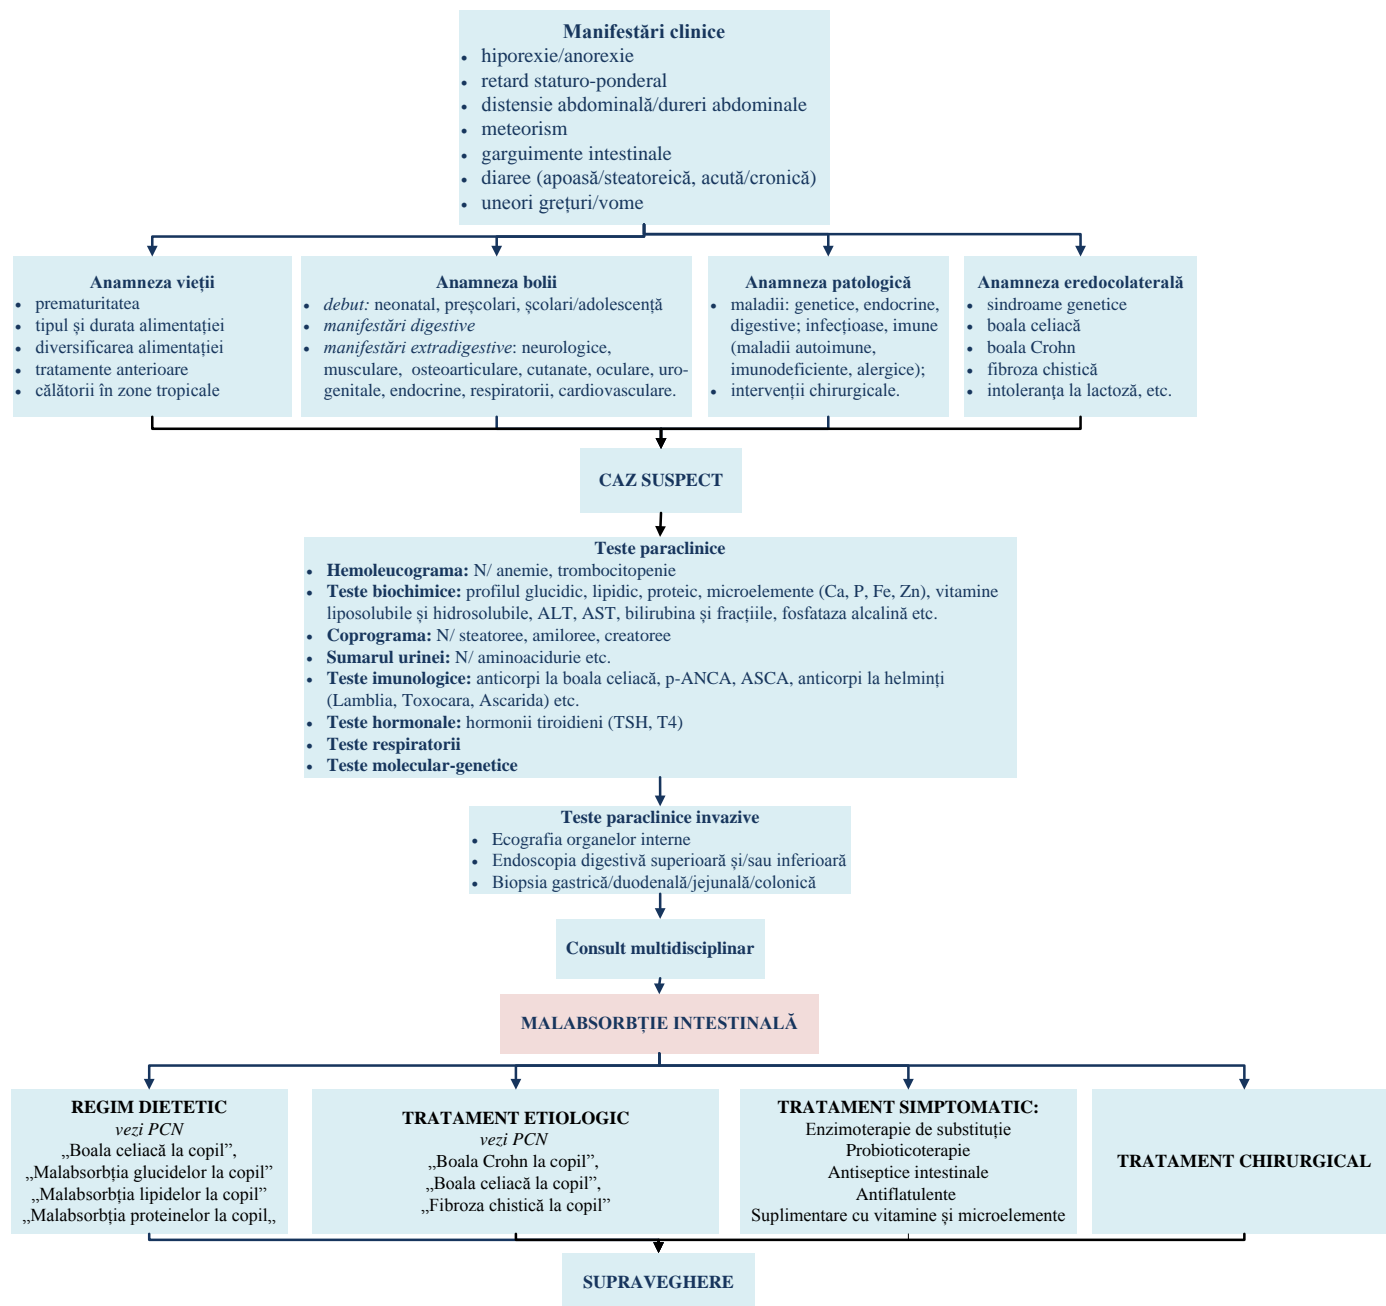 Manifestări clinice
• hiporexie/anorexie
• retard staturo-ponderal
• distensie abdominală/dureri abdominale
• meteorism
• garguimente intestinale
• diaree (apoasă/steatoreică, acută/cronică)
• uneori grețuri/vome
Anamneza vieții
• prematuritatea
• tipul și durata alimentației
• diversificarea alimentației
• tratamente anterioare
• călătorii în zone tropicale
Anamneza bolii
• debut: neonatal, preșcolari, școlari/adolescență
• manifestări digestive
• manifestări extradigestive: neurologice,
musculare, osteoarticulare, cutanate, oculare, uro-
genitale, endocrine, respiratorii, cardiovasculare.
Anamneza patologică
• maladii: genetice, endocrine,
digestive; infecțioase, imune
(maladii autoimune,
imunodeficiente, alergice);
• intervenții chirurgicale.
Anamneza eredocolaterală
• sindroame genetice
• boala celiacă
• boala Crohn
• fibroza chistică
• intoleranța la lactoză, etc.
CAZ SUSPECT
Teste paraclinice
• Hemoleucograma: N/ anemie, trombocitopenie
• Teste biochimice: profilul glucidic, lipidic, proteic, microelemente (Ca, P, Fe, Zn), vitamine
liposolubile și hidrosolubile, ALT, AST, bilirubina și fracțiile, fosfataza alcalină etc.
• Coprograma: N/ steatoree, amiloree, creatoree
• Sumarul urinei: N/ aminoacidurie etc.
• Teste imunologice: anticorpi la boala celiacă, p-ANCA, ASCA, anticorpi la helminți
(Lamblia, Toxocara, Ascarida) etc.
• Teste hormonale: hormonii tiroidieni (TSH, T4)
• Teste respiratorii
• Teste molecular-genetice
Teste paraclinice invazive
• Ecografia organelor interne
• Endoscopia digestivă superioară și/sau inferioară
• Biopsia gastrică/duodenală/jejunală/colonică
Consult multidisciplinar
MALABSORBȚIE INTESTINALĂ
REGIM DIETETIC
vezi PCN
„Boala celiacă la copil”,
„Malabsorbția glucidelor la copil”
„Malabsorbția lipidelor la copil”
„Malabsorbția proteinelor la copil„
TRATAMENT ETIOLOGIC
vezi PCN
„Boala Crohn la copil”,
„Boala celiacă la copil”,
„Fibroza chistică la copil”
TRATAMENT SIMPTOMATIC:
Enzimoterapie de substituție
Probioticoterapie
Antiseptice intestinale
Antiflatulente
Suplimentare cu vitamine și microelemente
TRATAMENT CHIRURGICAL
SUPRAVEGHERE